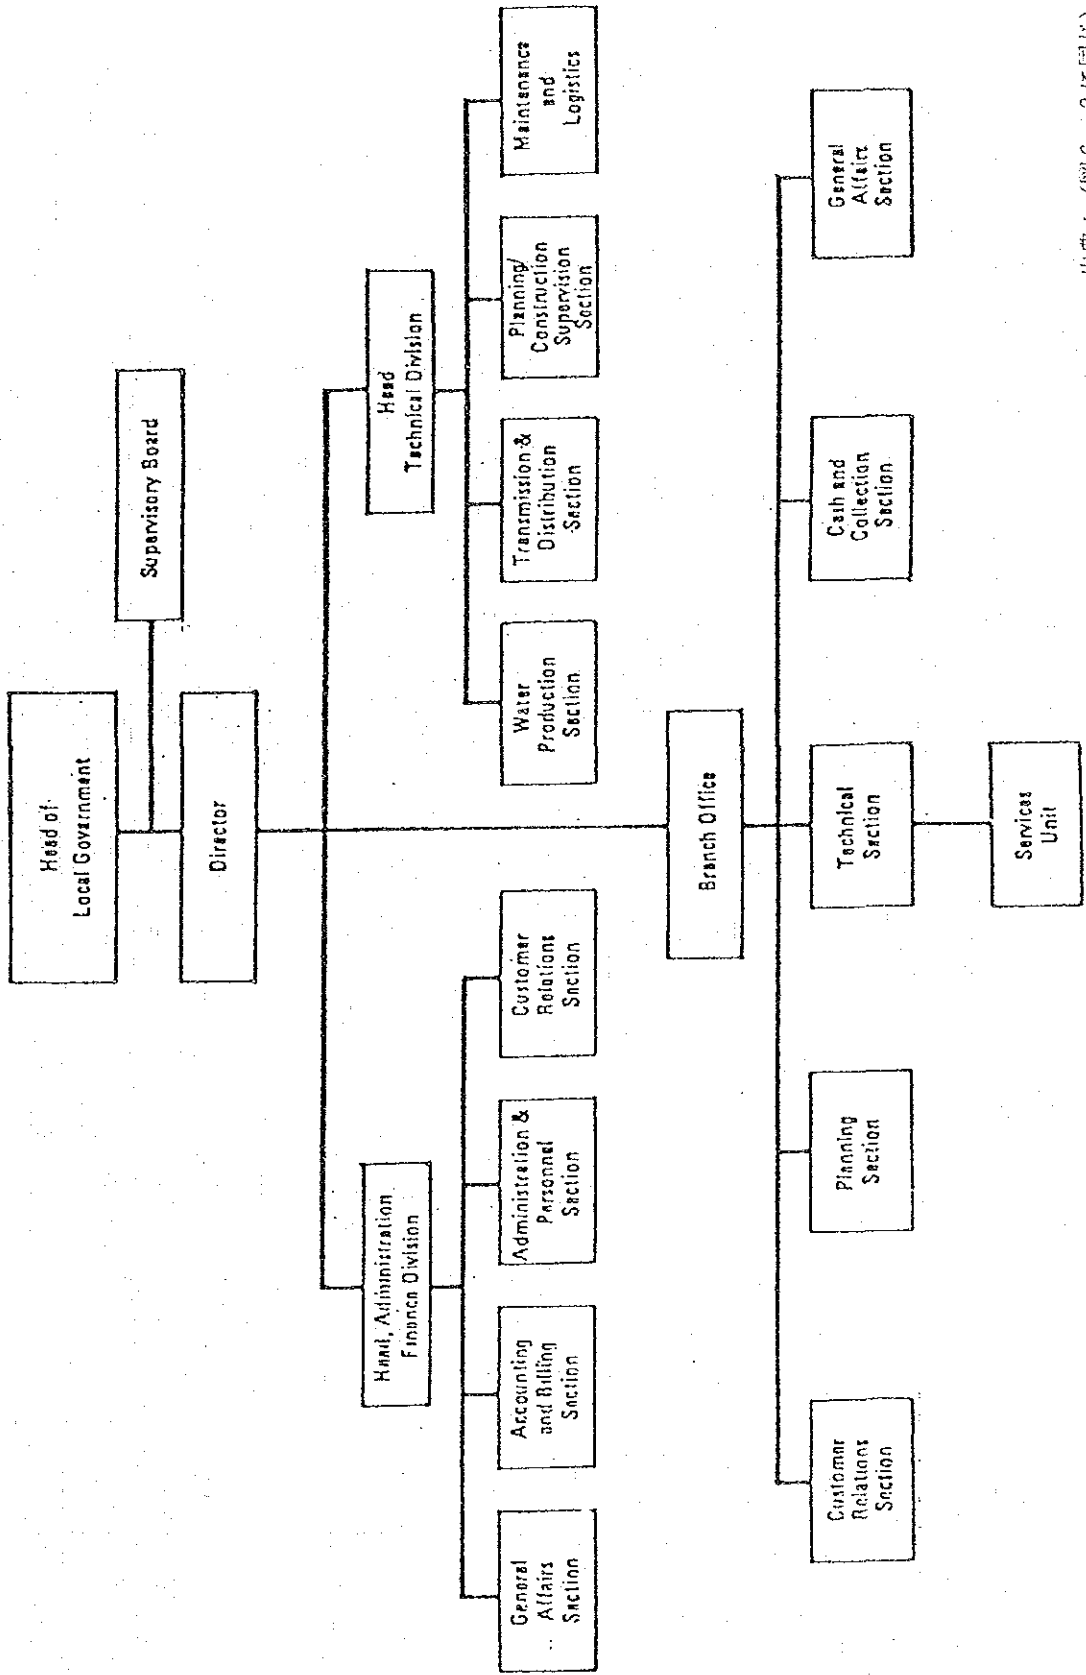 Head of
Local Government
Supervisory Board
Director
Head, Administration
Finance Division
Head
Technical Division
General
Affairs
Section
Accounting
and Billing
Section
Administration &
Personnel
Section
Customer
Relations
Section
Water
Production
Section
Transmission &
Distribution
Section
Planning/
Construction
Supervision
Section
Maintenance
and
Logistics
Branch Office
Customer
Relations
Section
Planning
Section
Technical
Section
Cash and
Collection
Section
General
Affairs
Section
Services
Unit